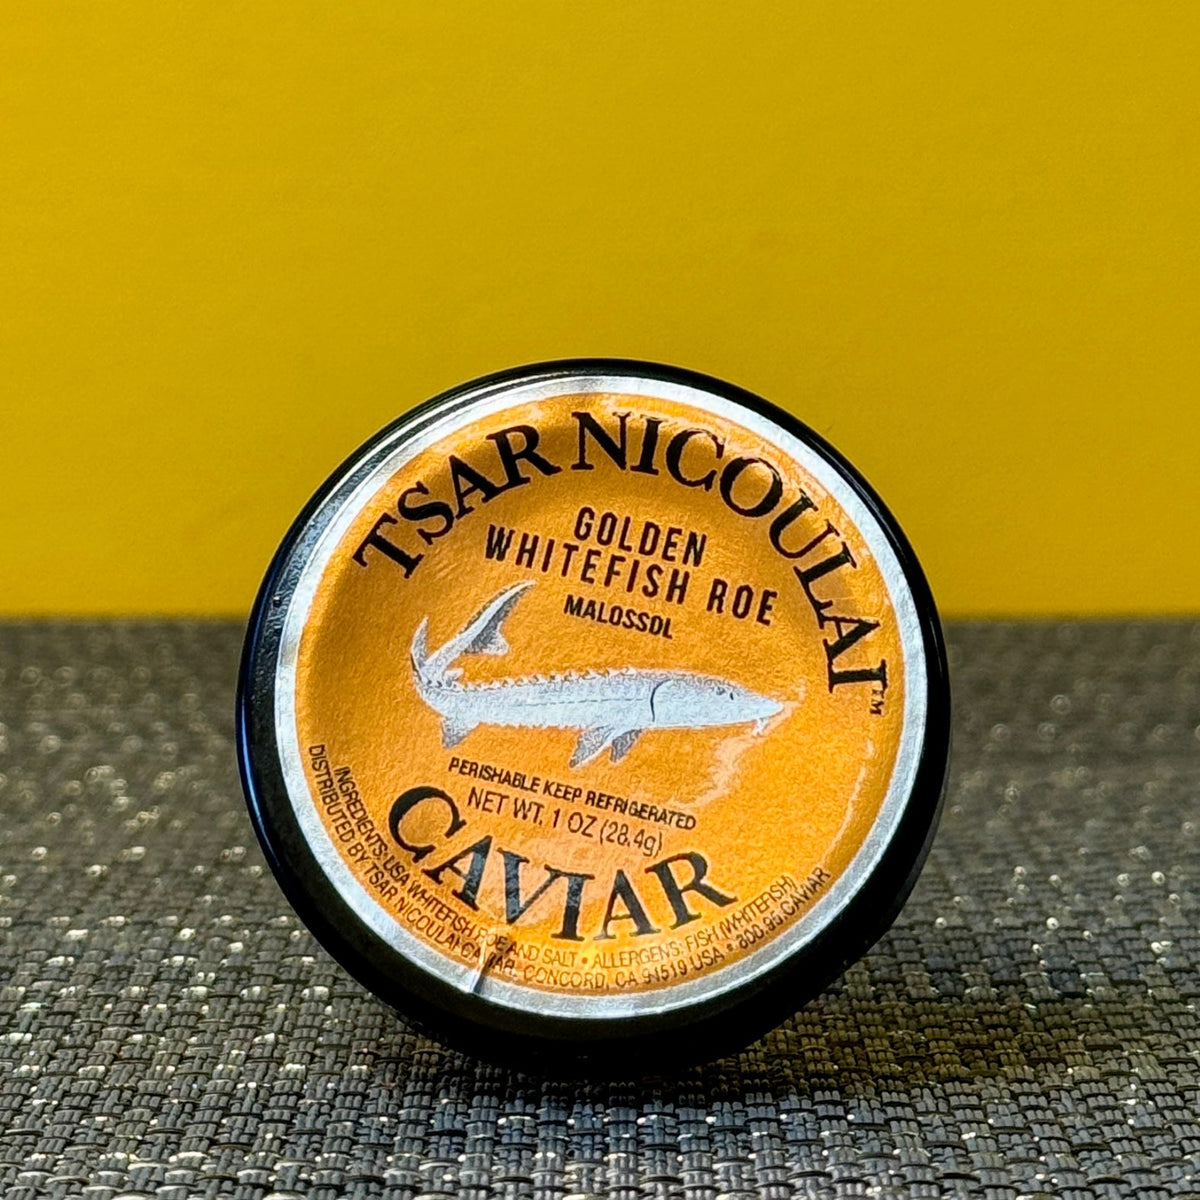 TSAR NICOULAI™
GOLDEN
WHITEFISH ROE
MALOSSOL
PERISHABLE KEEP REFRIGERATED
NET WT. 1 OZ (28.4g)
CAVIAR
INGREDIENTS: USA WHITEFISH ROE AND SALT • ALLERGENS: FISH (WHITEFISH)
DISTRIBUTED BY TSAR NICOULAI CAVIAR, CONCORD, CA 94519 USA • 800.95.CAVIAR